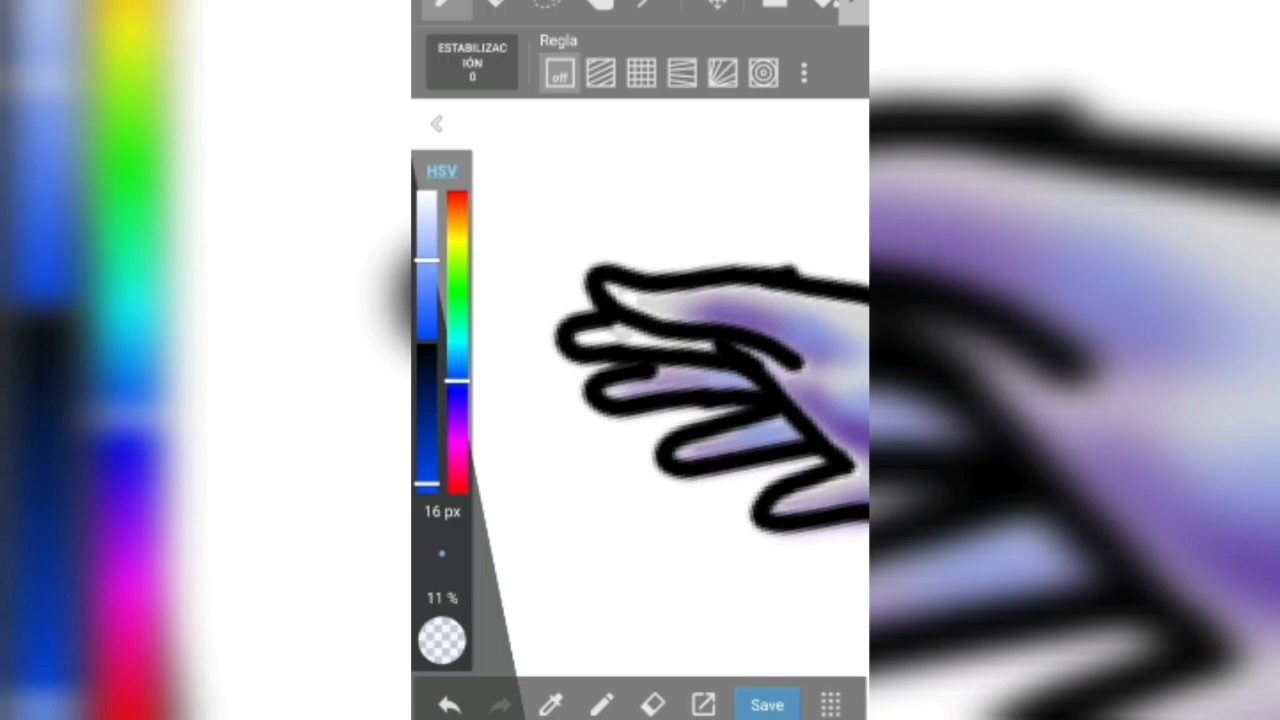 Regla
ESTABILIZAC
IÓN
0
off
HSV
16 px
11 %
Save